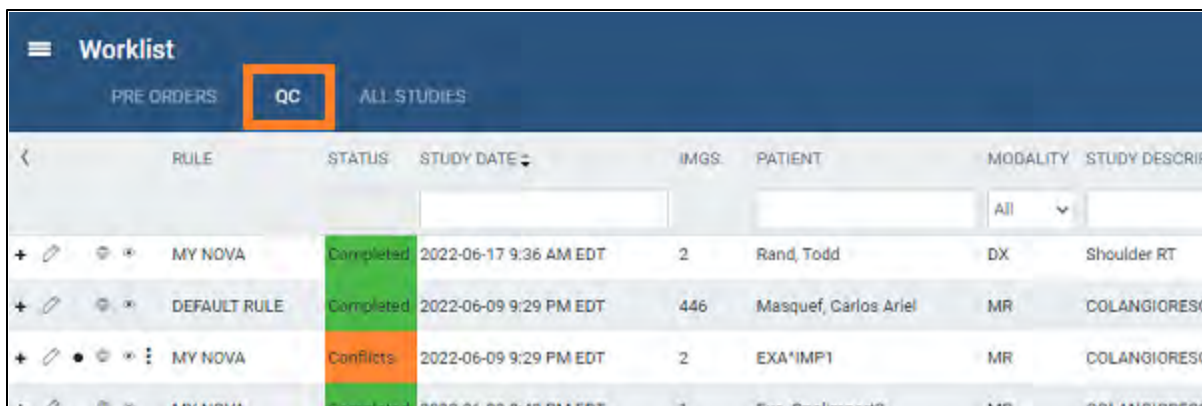 Worklist
PRE ORDERS QC ALL STUDIES
RULE STATUS STUDY DATE IMGS PATIENT MODALITY STUDY DESCRI
All
MY NOVA Completed 2022-06-17 9:36 AM EDT 2 Rand, Todd DX Shoulder RT
DEFAULT RULE Completed 2022-06-09 9:29 PM EDT 446 Masquef, Carlos Ariel MR COLANGIORES
MY NOVA Conflicts 2022-06-09 9:29 PM EDT 2 EXA*IMP1 MR COLANGIORES